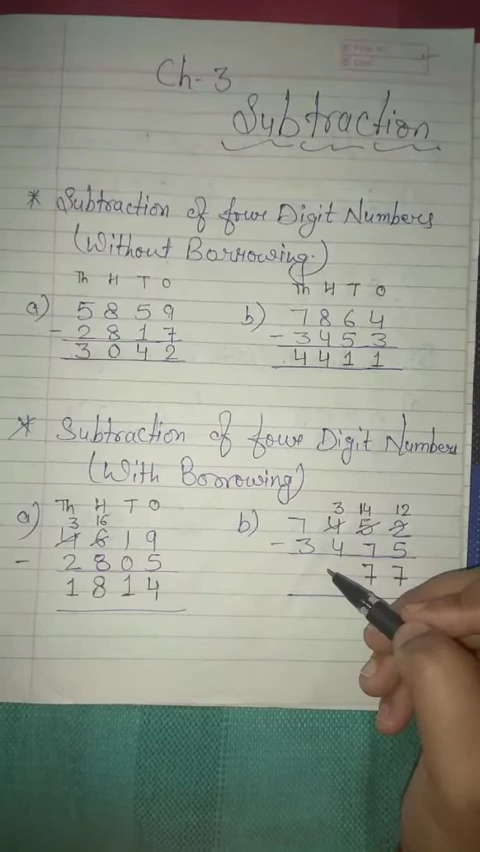 Ch-3
Subtraction
* Subtraction of four Digit Numbers
(Without Borrowing.)
Th H T O
a) 5 8 5 9
- 2 8 1 7
3 0 4 2
Th H T O
b) 7 8 6 4
- 3 4 5 3
4 4 1 1
* Subtraction of four Digit Numbers
(With Borrowing)
Th H T O
3 16
a) 4 6 1 9
- 2 8 0 5
1 8 1 4
3 14 12
b) 7 4 5 2
- 3 4 7 5
7 7